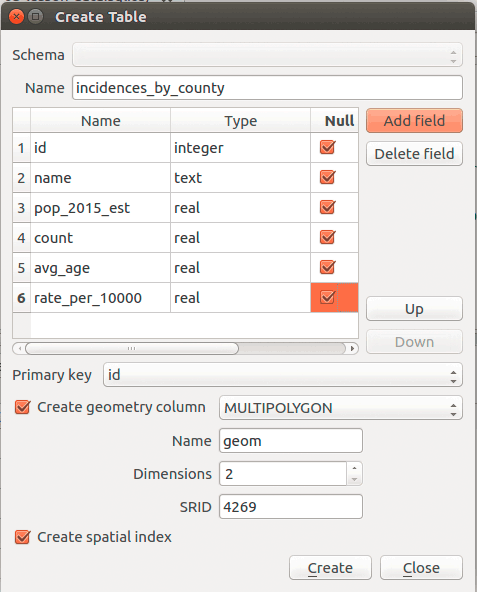 Create Table
Schema
Name incidences_by_county
Name Type Null
1 id integer
2 name text
3 pop_2015_est real
4 count real
5 avg_age real
6 rate_per_10000 real
Add field
Delete field
Up
Down
Primary key id
Create geometry column MULTIPOLYGON
Name geom
Dimensions 2
SRID 4269
Create spatial index
Create Close